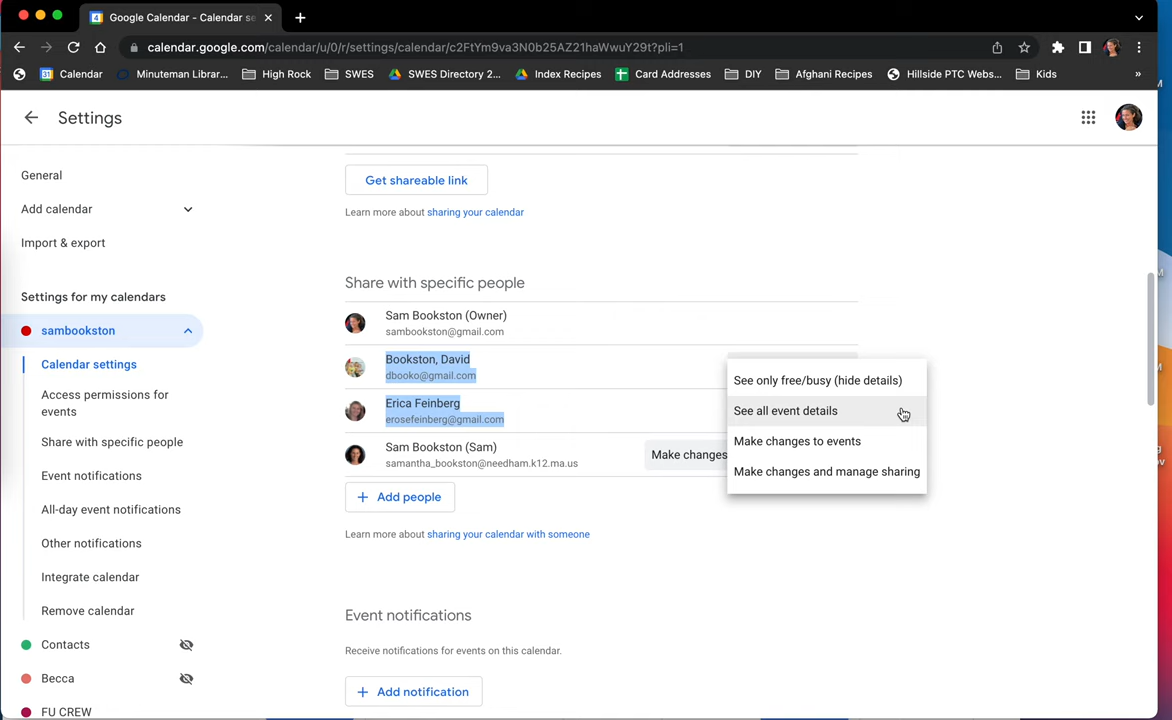 Google Calendar - Calendar se
calendar.google.com/calendar/u/0/r/settings/calendar/c2FtYm9va3N0b25AZ21haWwuY29t?pli=1
Calendar
Minuteman Librar...
High Rock
SWES
SWES Directory 2...
Index Recipes
Card Addresses
DIY
Afghani Recipes
Hillside PTC Webs...
Kids
»
Settings
General
Add calendar
Import & export
Settings for my calendars
sambookston
Calendar settings
Access permissions for
events
Share with specific people
Event notifications
All-day event notifications
Other notifications
Integrate calendar
Remove calendar
Contacts
Becca
FU CREW
Get shareable link
Learn more about sharing your calendar
Share with specific people
Sam Bookston (Owner)
sambookston@gmail.com
Bookston, David
dbooko@gmail.com
Erica Feinberg
erosefeinberg@gmail.com
Sam Bookston (Sam)
samantha_bookston@needham.k12.ma.us
Make changes
See only free/busy (hide details)
See all event details
Make changes to events
Make changes and manage sharing
+ Add people
Learn more about sharing your calendar with someone
Event notifications
Receive notifications for events on this calendar.
+ Add notification